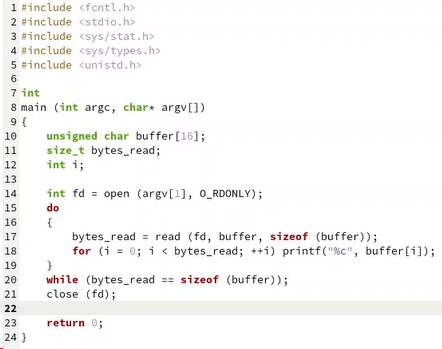 1 #include <fcntl.h>
2 #include <stdio.h>
3 #include <sys/stat.h>
4 #include <sys/types.h>
5 #include <unistd.h>
6
7 int
8 main (int argc, char* argv[])
9 {
10     unsigned char buffer[16];
11     size_t bytes_read;
12     int i;
13
14     int fd = open (argv[1], O_RDONLY);
15     do
16     {
17         bytes_read = read (fd, buffer, sizeof (buffer));
18         for (i = 0; i < bytes_read; ++i) printf("%c", buffer[i]);
19     }
20     while (bytes_read == sizeof (buffer));
21     close (fd);
22
23     return 0;
24 }